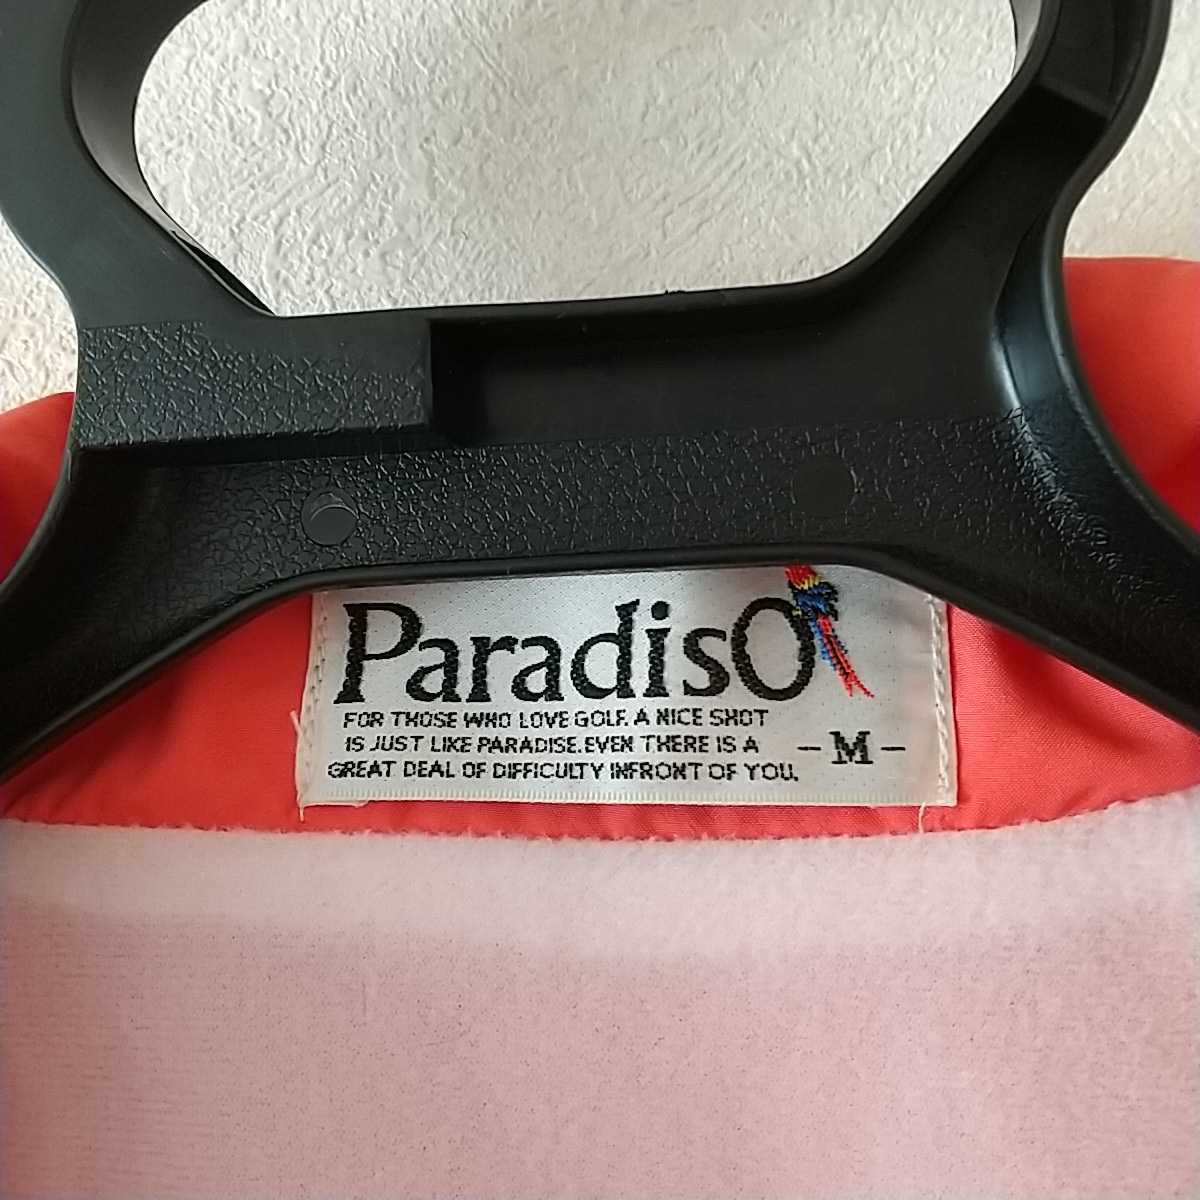 ParadisO
FOR THOSE WHO LOVE GOLF. A NICE SHOT
IS JUST LIKE PARADISE. EVEN THERE IS A
GREAT DEAL OF DIFFICULTY INFRONT OF YOU.
-M-